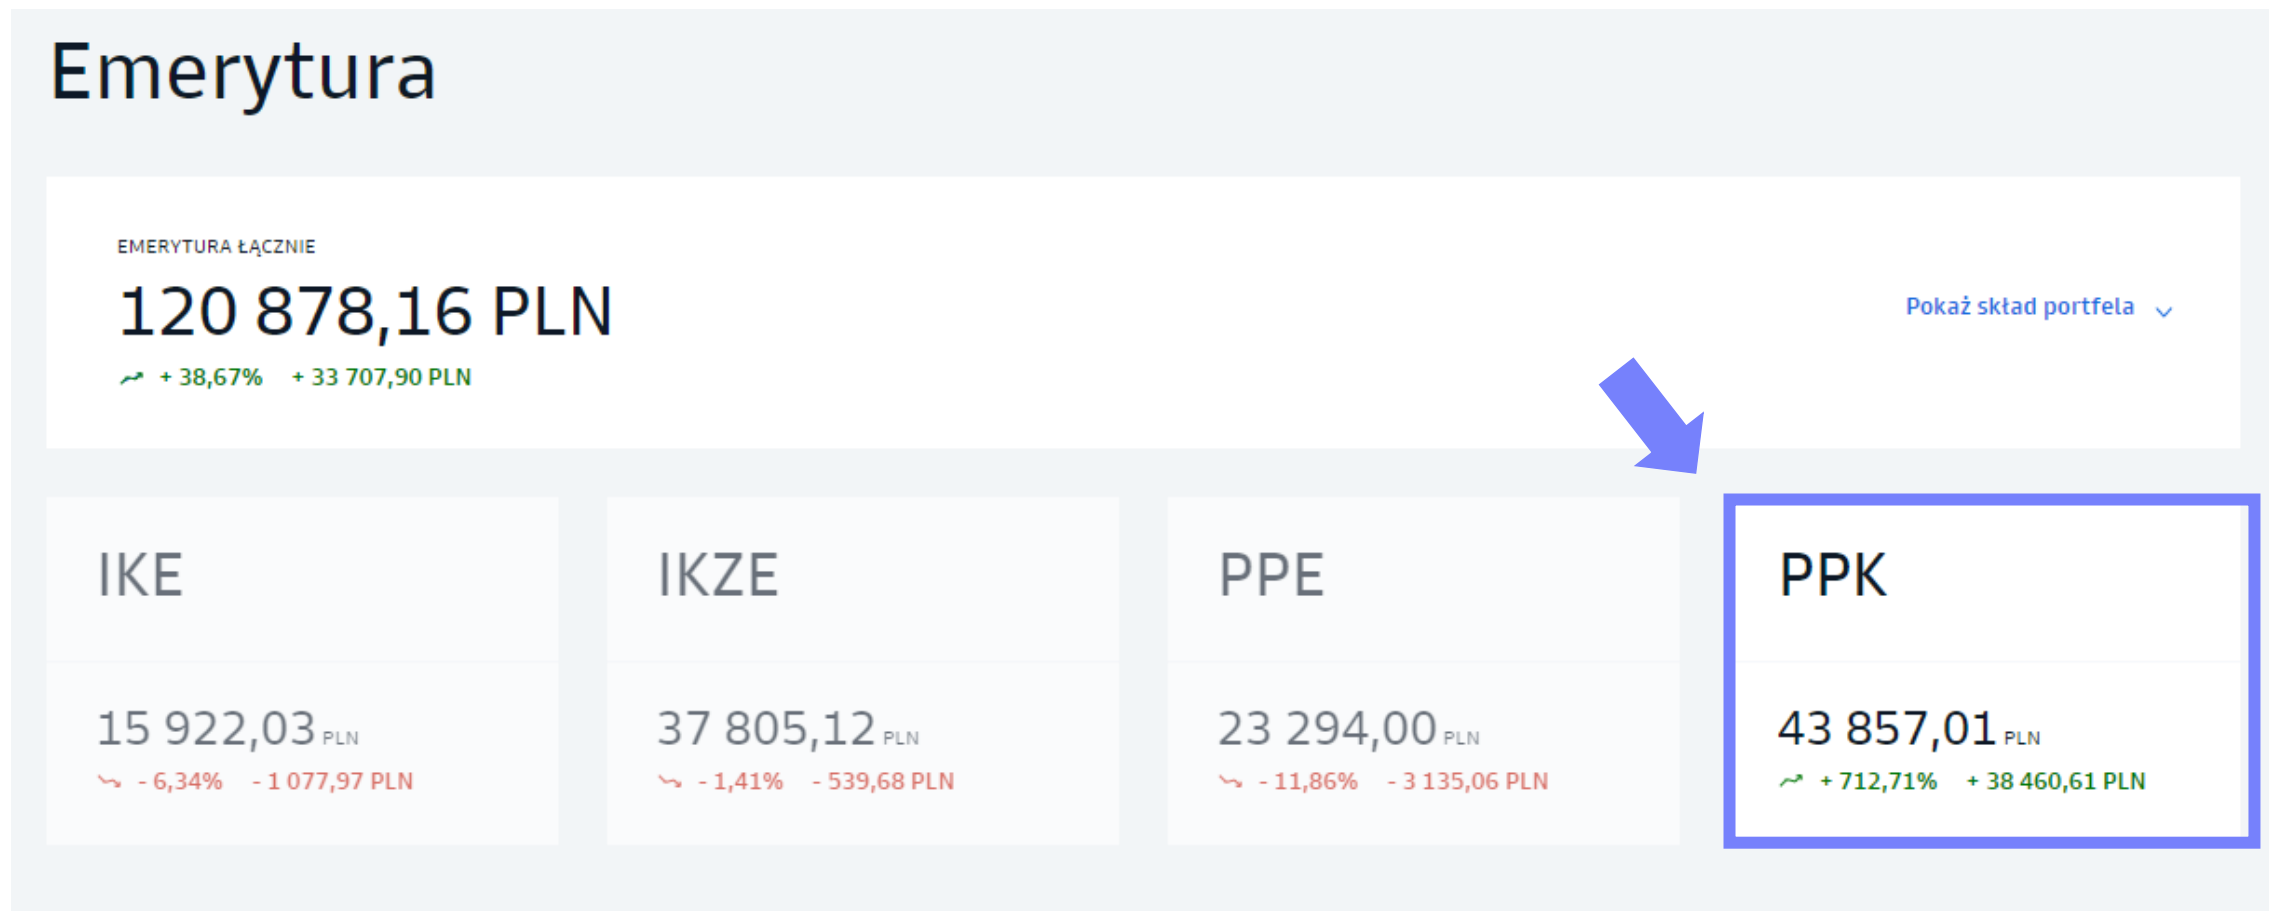 Emerytura
EMERYTURA ŁĄCZNIE
120 878,16 PLN
+ 38,67% + 33 707,90 PLN
Pokaż skład portfela
IKE
15 922,03 PLN
- 6,34% - 1 077,97 PLN
IKZE
37 805,12 PLN
- 1,41% - 539,68 PLN
PPE
23 294,00 PLN
- 11,86% - 3 135,06 PLN
PPK
43 857,01 PLN
+ 712,71% + 38 460,61 PLN